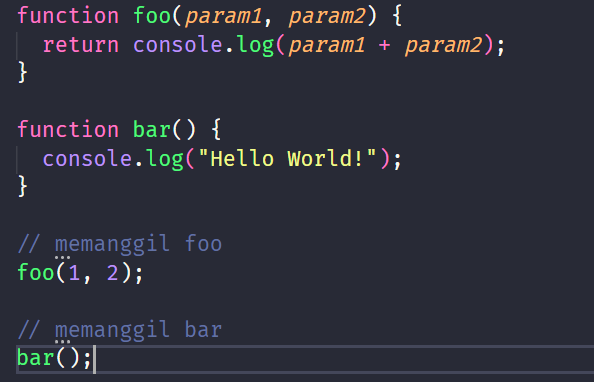 function foo(param1, param2) {
  return console.log(param1 + param2);
}
function bar() {
  console.log("Hello World!");
}
// memanggil foo
foo(1, 2);
// memanggil bar
bar();